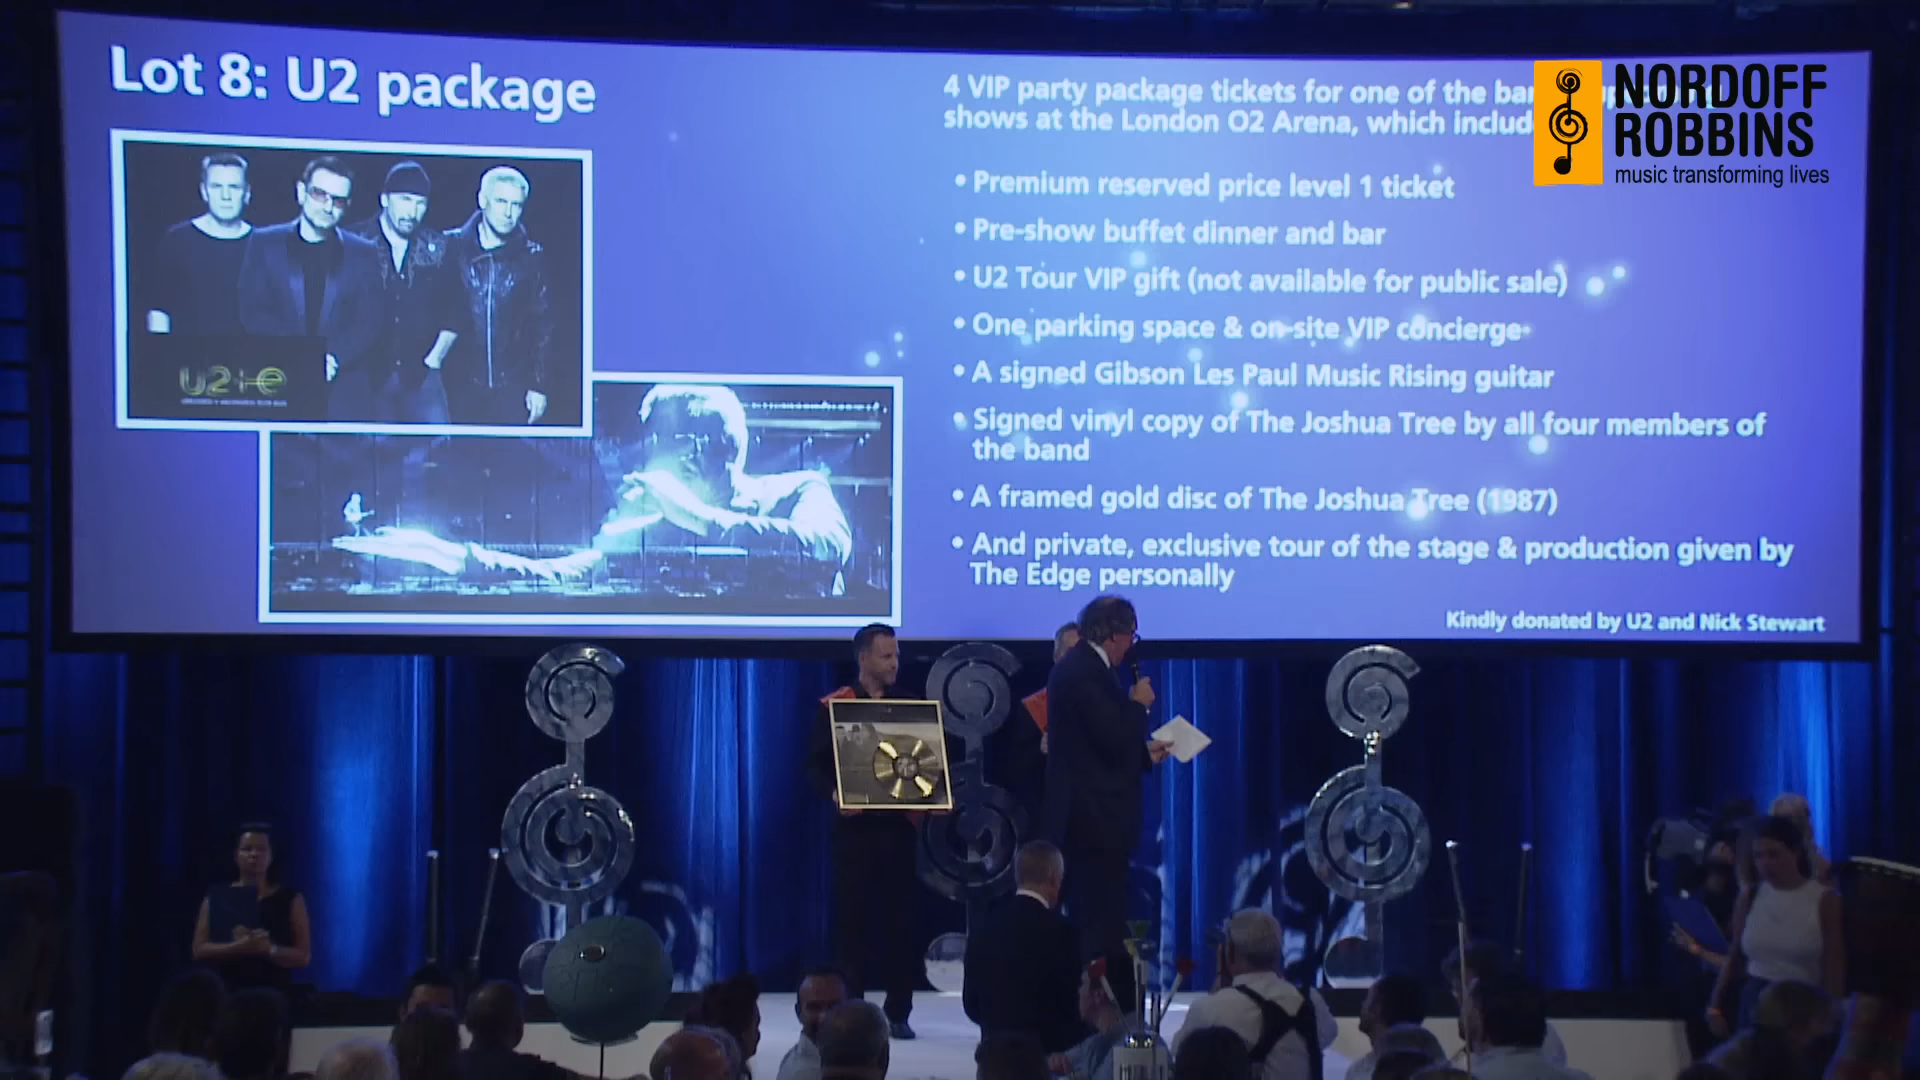 Lot 8: U2 package
4 VIP party package tickets for one of the
shows at the London O2 Arena, which
• Premium reserved price level 1 ticket
• Pre-show buffet dinner and bar
• U2 Tour VIP gift (not available for public sale)
• One parking space & on-site VIP concierge
• A signed Gibson Les Paul Music Rising guitar
• Signed vinyl copy of The Joshua Tree by all four members of
the band
• A framed gold disc of The Joshua Tree (1987)
• And private, exclusive tour of the stage & production given by
The Edge personally
Kindly donated by U2 and Nick Stewart
NORDOFF
ROBBINS
music transforming lives